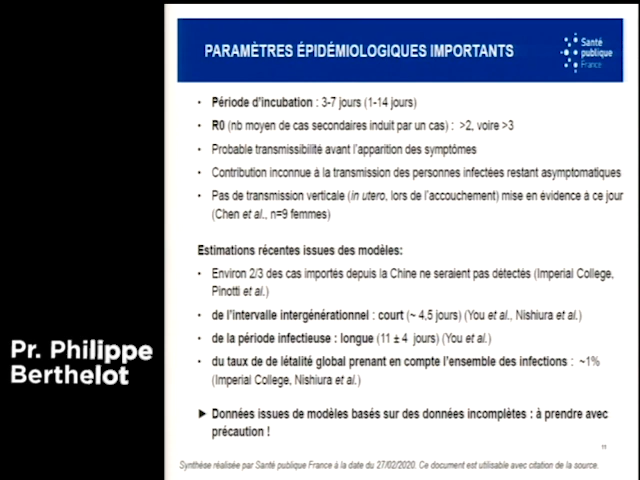 PARAMÈTRES ÉPIDÉMIOLOGIQUES IMPORTANTS
Santé
publique
France
• Période d'incubation : 3-7 jours (1-14 jours)
• R0 (nb moyen de cas secondaires induit par un cas) : >2, voire >3
• Probable transmissibilité avant l'apparition des symptômes
• Contribution inconnue à la transmission des personnes infectées restant asymptomatiques
• Pas de transmission verticale (in utero, lors de l'accouchement) mise en évidence à ce jour
(Chen et al., n=9 femmes)
Estimations récentes issues des modèles:
• Environ 2/3 des cas importés depuis la Chine ne seraient pas détectés (Imperial College,
Pinotti et al.)
• de l'intervalle intergénérationnel : court (~ 4,5 jours) (You et al., Nishiura et al.)
• de la période infectieuse : longue (11 ± 4 jours) (You et al.)
• du taux de de létalité global prenant en compte l'ensemble des infections : ~1%
(Imperial College, Nishiura et al.)
► Données issues de modèles basés sur des données incomplètes : à prendre avec
précaution !
11
Synthèse réalisée par Santé publique France à la date du 27/02/2020. Ce document est utilisable avec citation de la source.
Pr. Philippe
Berthelot